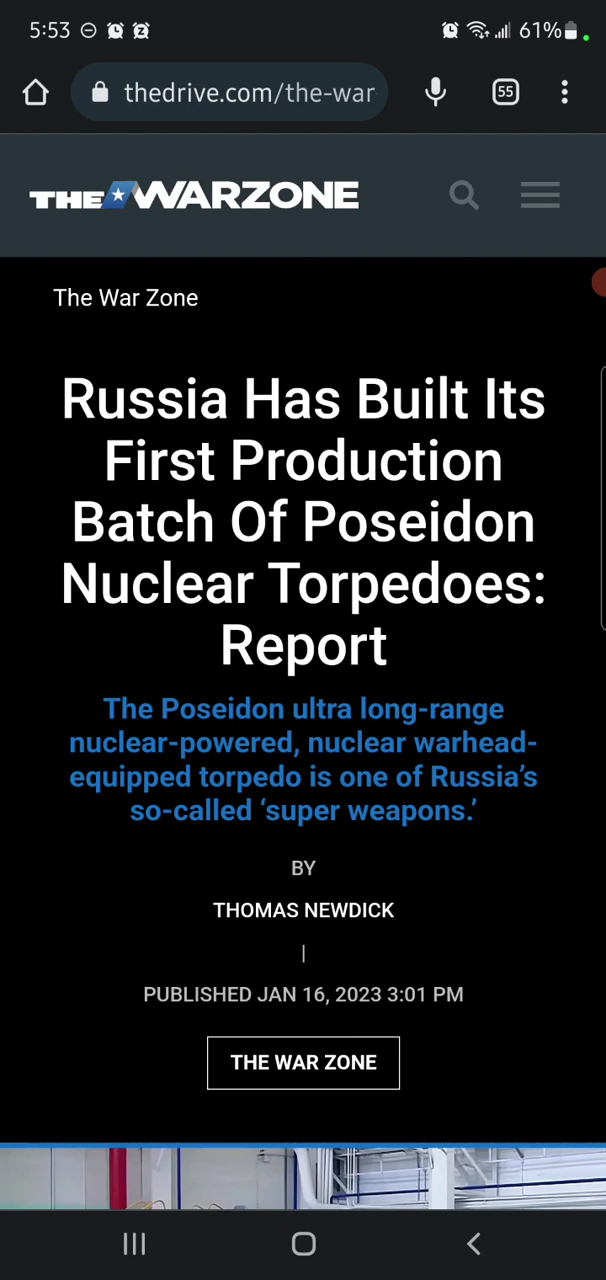 5:53 61%
thedrive.com/the-war 55
THE WARZONE
The War Zone
Russia Has Built Its
First Production
Batch Of Poseidon
Nuclear Torpedoes:
Report
The Poseidon ultra long-range
nuclear-powered, nuclear warhead-
equipped torpedo is one of Russia’s
so-called ‘super weapons.’
BY
THOMAS NEWDICK
|
PUBLISHED JAN 16, 2023 3:01 PM
THE WAR ZONE